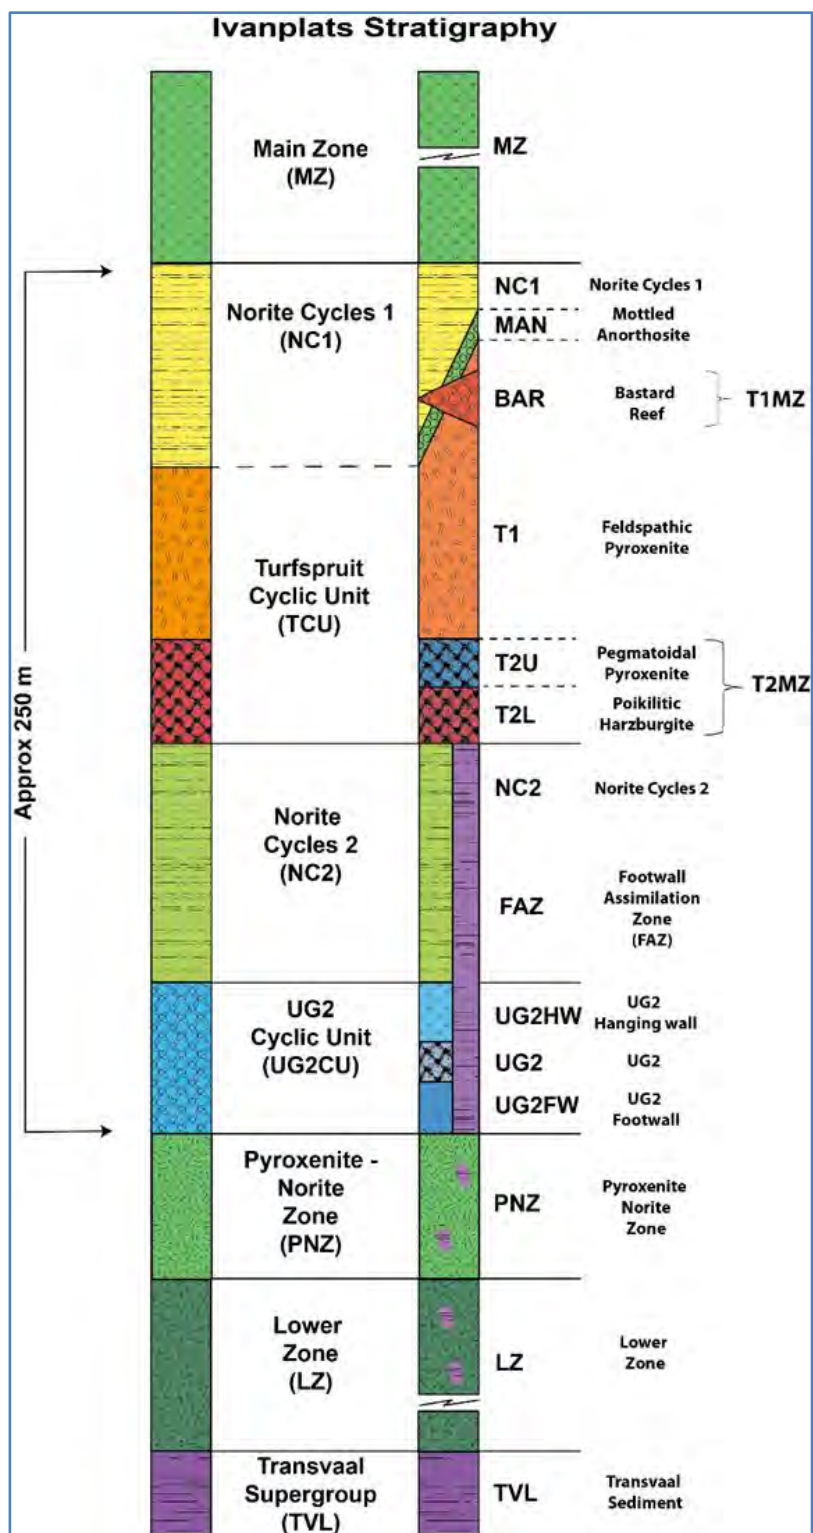 Ivanplats Stratigraphy
Main Zone
(MZ)
MZ
Norite Cycles 1
(NC1)
NC1
Norite Cycles 1
MAN
Mottled
Anorthosite
BAR
Bastard
Reef
T1MZ
T1
Feldspathic
Pyroxenite
Turfspruit
Cyclic Unit
(TCU)
T2U
Pegmatoidal
Pyroxenite
T2L
Poikilitic
Harzburgite
T2MZ
Approx 250 m
Norite
Cycles 2
(NC2)
NC2
Norite Cycles 2
FAZ
Footwall
Assimilation
Zone
(FAZ)
UG2
Cyclic Unit
(UG2CU)
UG2HW
UG2
Hanging wall
UG2
UG2
UG2FW
UG2
Footwall
Pyroxenite -
Norite
Zone
(PNZ)
PNZ
Pyroxenite
Norite
Zone
Lower
Zone
(LZ)
LZ
Lower
Zone
Transvaal
Supergroup
(TVL)
TVL
Transvaal
Sediment